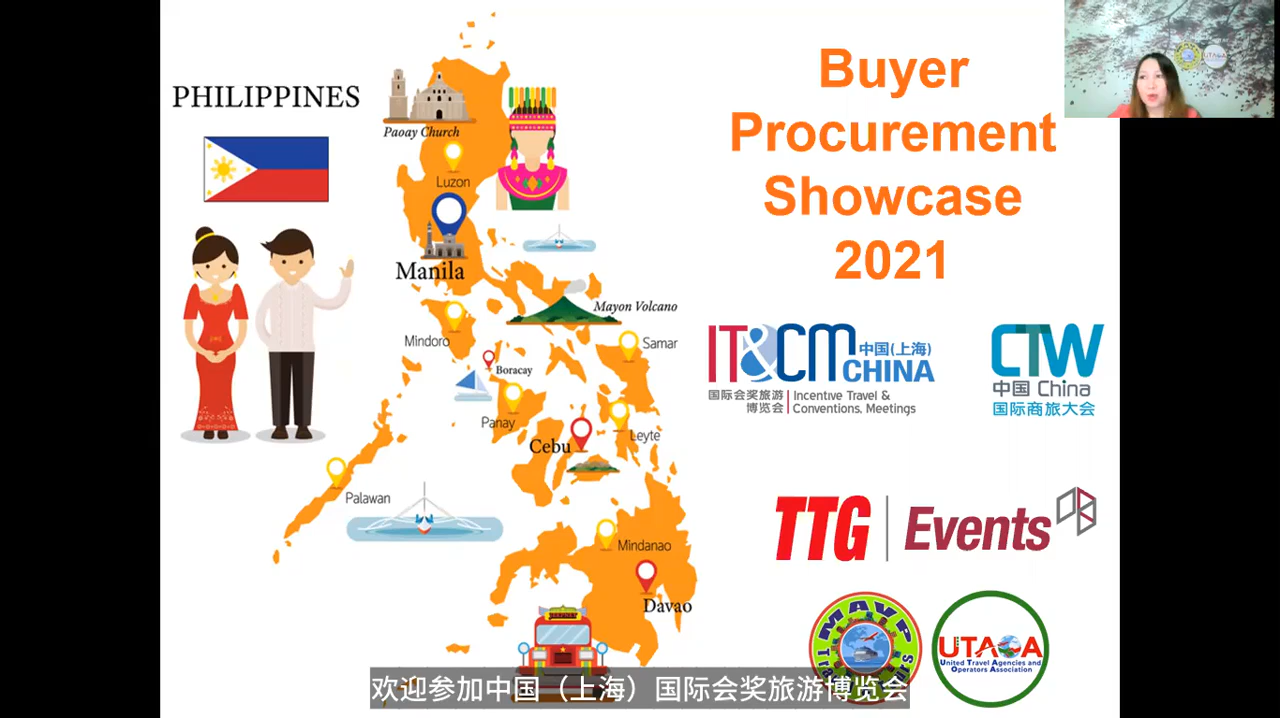 PHILIPPINES
Paoay Church
Luzon
Manila
Mayon Volcano
Mindoro
Samar
Boracay
Panay
Cebu
Leyte
Palawan
Mindanao
Davao
Buyer
Procurement
Showcase
2021
IT&CM
中国(上海)
CHINA
国际会奖旅游
博览会
Incentive Travel &
Conventions, Meetings
CTW
中国 China
国际商旅大会
TTG
Events
MAVP
UTAOA
United Travel Agencies and
Operators Association
欢迎参加中国（上海）国际会奖旅游博览会